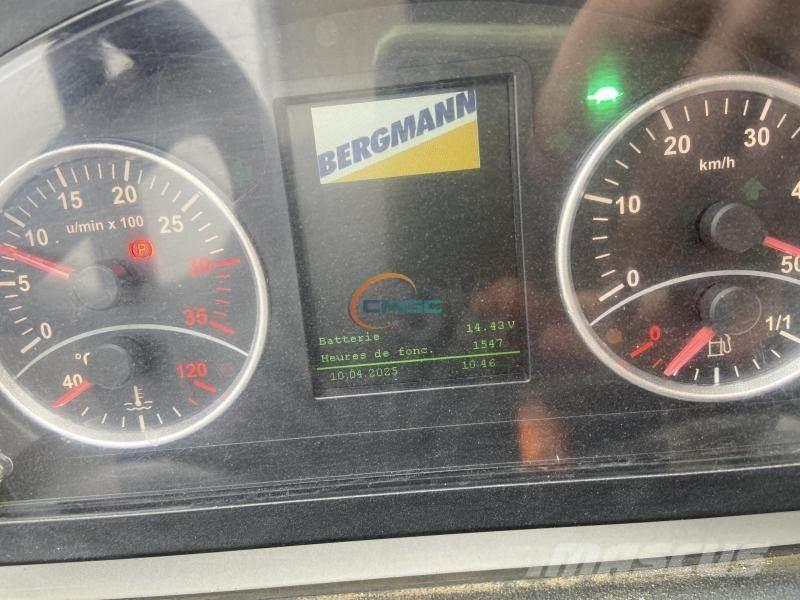 BERGMANN
0
5
10
15
20
25
30
35
u/min x 100
P
°C
40
120
CMGC
Batterie 14.43 V
Heures de fonc. 1547
10.04.2025 10:46
0
10
20
30
50
km/h
0
1/1
MASCUS